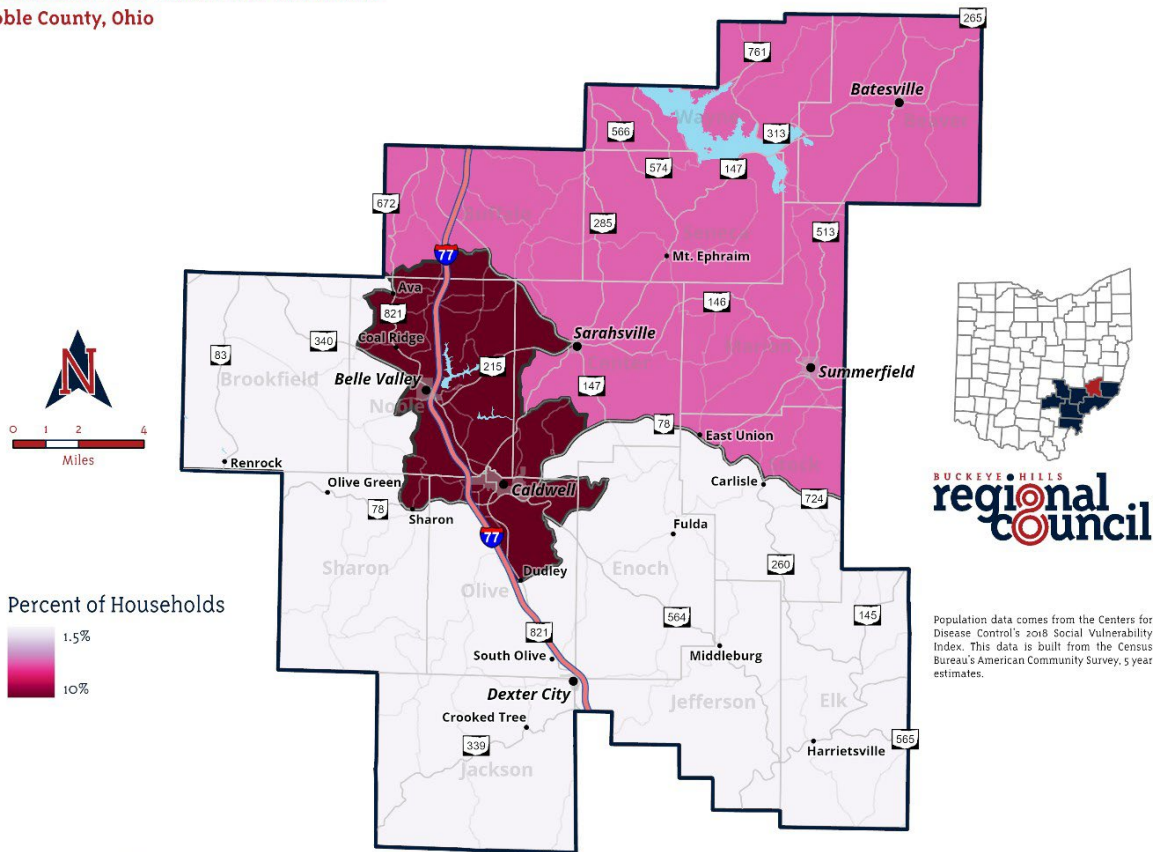 oble County, Ohio
265
761
Batesville
566
313
574
147
672
285
513
77
Mt. Ephraim
Ava
146
821
Sarahsville
340
Coal Ridge
83
215
Summerfield
Brookfield
Belle Valley
147
Noble
78
East Union
Renrock
Olive Green
Caldwell
Carlisle
78
724
Sharon
Fulda
77
Dudley
260
Sharon
Enoch
Olive
145
564
821
South Olive
Middleburg
Dexter City
Jefferson
Elk
Crooked Tree
339
Harrietsville
565
Jackson
N
0 1 2 4
Miles
Percent of Households
1.5%
10%
BUCKEYE HILLS
regional
council
Population data comes from the Centers for
Disease Control's 2018 Social Vulnerability
Index. This data is built from the Census
Bureau's American Community Survey, 5 year
estimates.